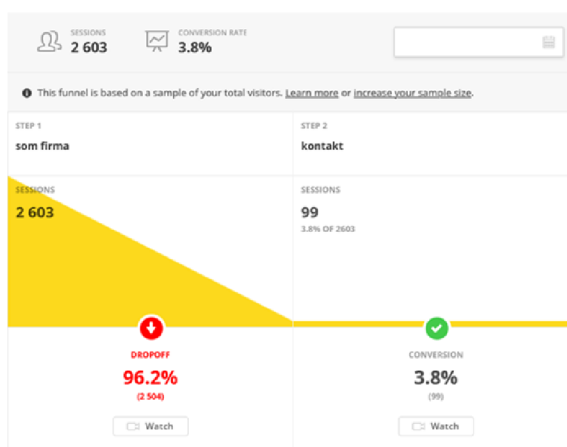 SESSIONS
2 603
CONVERSION RATE
3.8%
This funnel is based on a sample of your total visitors. Learn more or increase your sample size.
STEP 1
som firma
SESSIONS
2 603
DROPOFF
96.2%
(2 504)
Watch
STEP 2
kontakt
SESSIONS
99
3.8% OF 2603
CONVERSION
3.8%
(99)
Watch